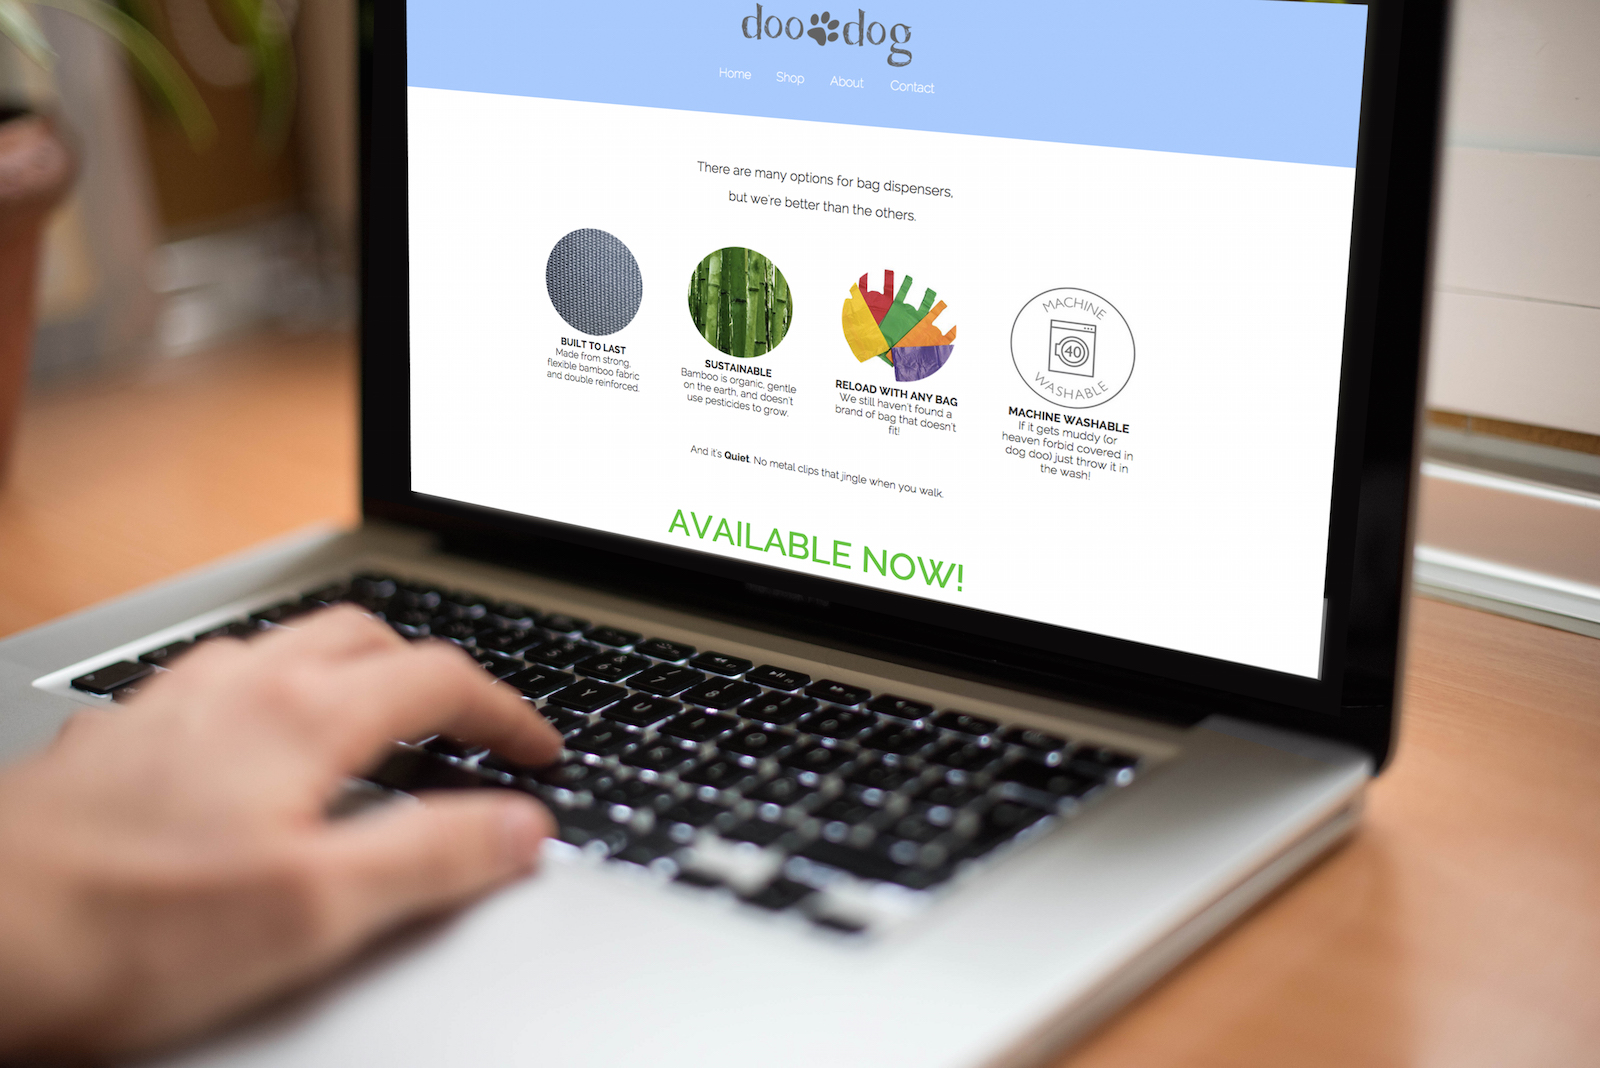 doo dog
Home Shop About Contact
There are many options for bag dispensers,
but we're better than the others.
BUILT TO LAST
Made from strong,
flexible bamboo fabric
and double reinforced.
SUSTAINABLE
Bamboo is organic, gentle
on the earth, and doesn't
use pesticides to grow.
RELOAD WITH ANY BAG
We still haven't found a
brand of bag that doesn't
fit!
MACHINE
40
WASHABLE
MACHINE WASHABLE
If it gets muddy (or
heaven forbid covered in
dog doo) just throw it in
the wash!
And it's Quiet. No metal clips that jingle when you walk.
AVAILABLE NOW!
5 6 7 8
T Y U